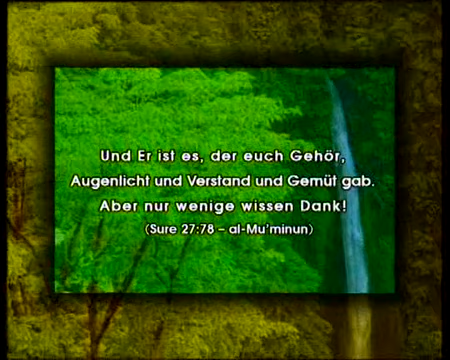 Und Er ist es, der euch Gehör,
Augenlicht und Verstand und Gemüt gab.
Aber nur wenige wissen Dank!
(Sure 27:78 – al-Mu'minun)